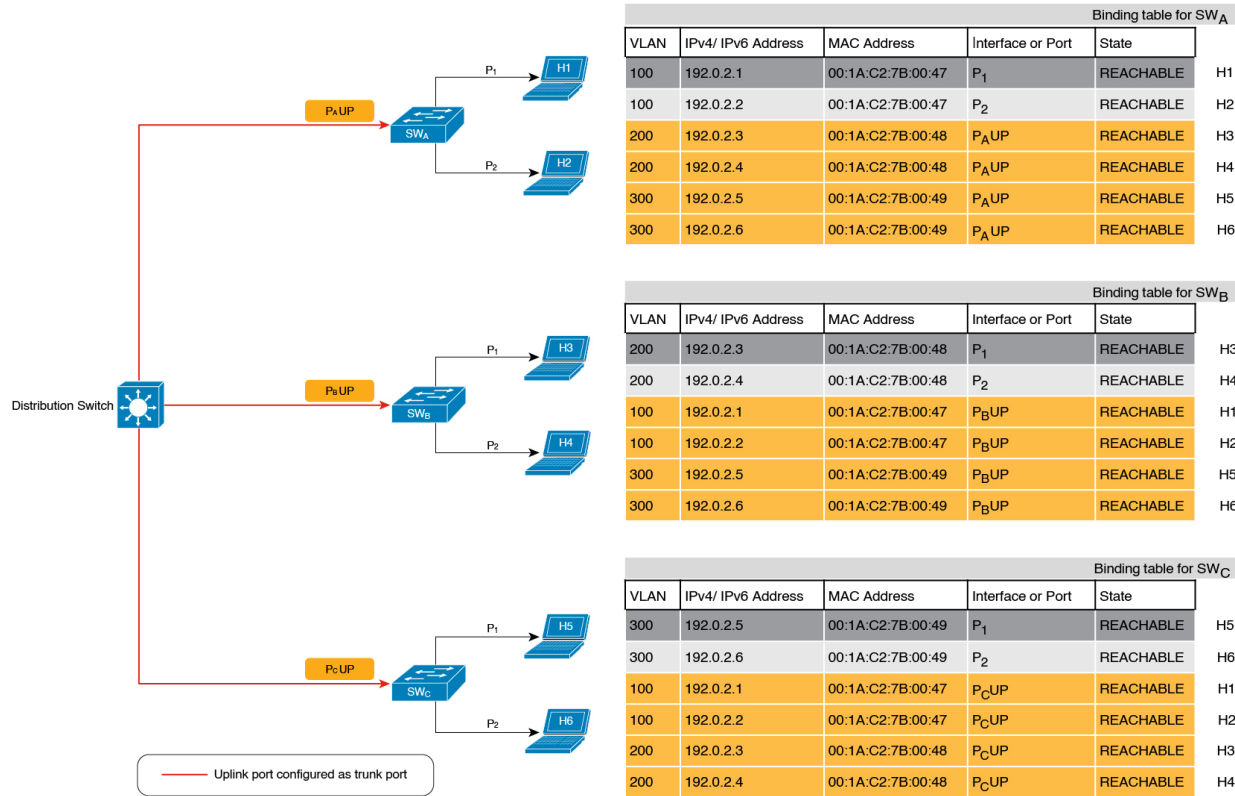 Binding table for SWA
VLAN IPv4/ IPv6 Address MAC Address Interface or Port State
100 192.0.2.1 00:1A:C2:7B:00:47 P1 REACHABLE H1
100 192.0.2.2 00:1A:C2:7B:00:47 P2 REACHABLE H2
200 192.0.2.3 00:1A:C2:7B:00:48 PAUP REACHABLE H3
200 192.0.2.4 00:1A:C2:7B:00:48 PAUP REACHABLE H4
300 192.0.2.5 00:1A:C2:7B:00:49 PAUP REACHABLE H5
300 192.0.2.6 00:1A:C2:7B:00:49 PAUP REACHABLE H6
P1
H1
PAUP
SWA
P2
H2
Binding table for SWB
VLAN IPv4/ IPv6 Address MAC Address Interface or Port State
200 192.0.2.3 00:1A:C2:7B:00:48 P1 REACHABLE H3
200 192.0.2.4 00:1A:C2:7B:00:48 P2 REACHABLE H4
100 192.0.2.1 00:1A:C2:7B:00:47 PBUP REACHABLE H1
100 192.0.2.2 00:1A:C2:7B:00:47 PBUP REACHABLE H2
300 192.0.2.5 00:1A:C2:7B:00:49 PBUP REACHABLE H5
300 192.0.2.6 00:1A:C2:7B:00:49 PBUP REACHABLE H6
P1
H3
PBUP
Distribution Switch
SWB
P2
H4
Binding table for SWC
VLAN IPv4/ IPv6 Address MAC Address Interface or Port State
300 192.0.2.5 00:1A:C2:7B:00:49 P1 REACHABLE H5
300 192.0.2.6 00:1A:C2:7B:00:49 P2 REACHABLE H6
100 192.0.2.1 00:1A:C2:7B:00:47 PCUP REACHABLE H1
100 192.0.2.2 00:1A:C2:7B:00:47 PCUP REACHABLE H2
200 192.0.2.3 00:1A:C2:7B:00:48 PCUP REACHABLE H3
200 192.0.2.4 00:1A:C2:7B:00:48 PCUP REACHABLE H4
P1
H5
PCUP
SWC
P2
H6
Uplink port configured as trunk port